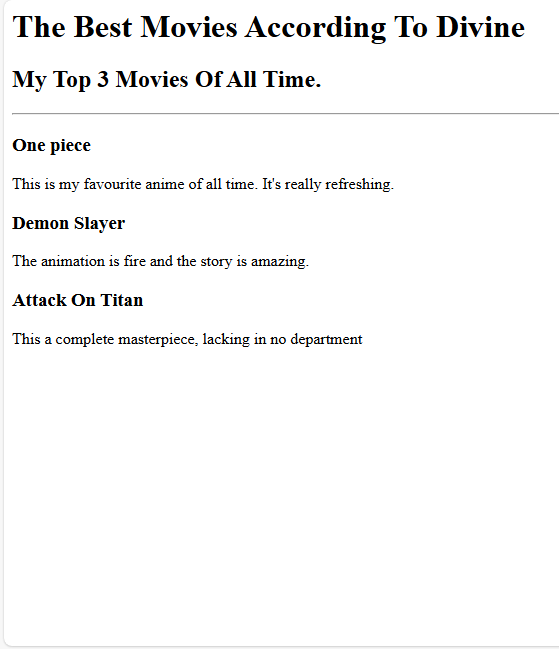 The Best Movies According To Divine
My Top 3 Movies Of All Time.
One piece
This is my favourite anime of all time. It's really refreshing.
Demon Slayer
The animation is fire and the story is amazing.
Attack On Titan
This a complete masterpiece, lacking in no department